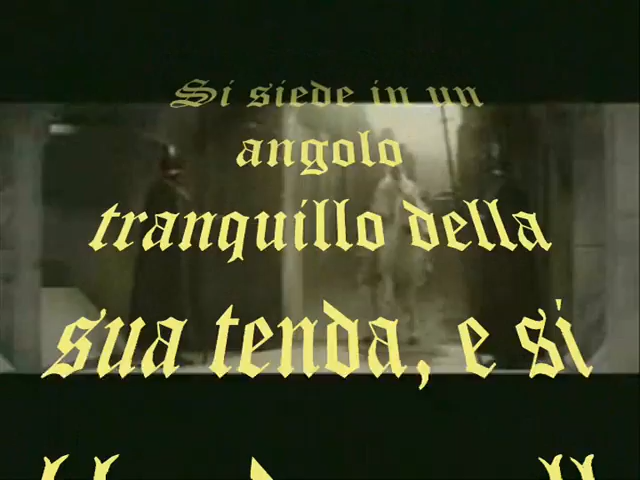 Si siede in un
angolo
tranquillo della
sua tenda, e si